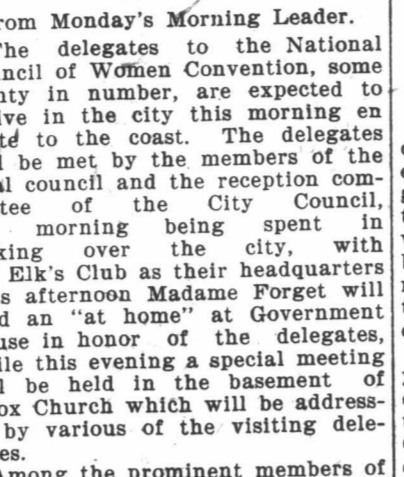 rom Monday's Morning Leader.
The delegates to the National
ncil of Women Convention, some
nty in number, are expected to
ive in the city this morning en
te to the coast. The delegates
l be met by the members of the
l council and the reception com-
tee of the City Council,
morning being spent in
king over the city, with
Elk's Club as their headquarters
s afternoon Madame Forget will
d an "at home" at Government
use in honor of the delegates,
ile this evening a special meeting
l be held in the basement of
ox Church which will be address-
by various of the visiting dele-
es.
Among the prominent members of